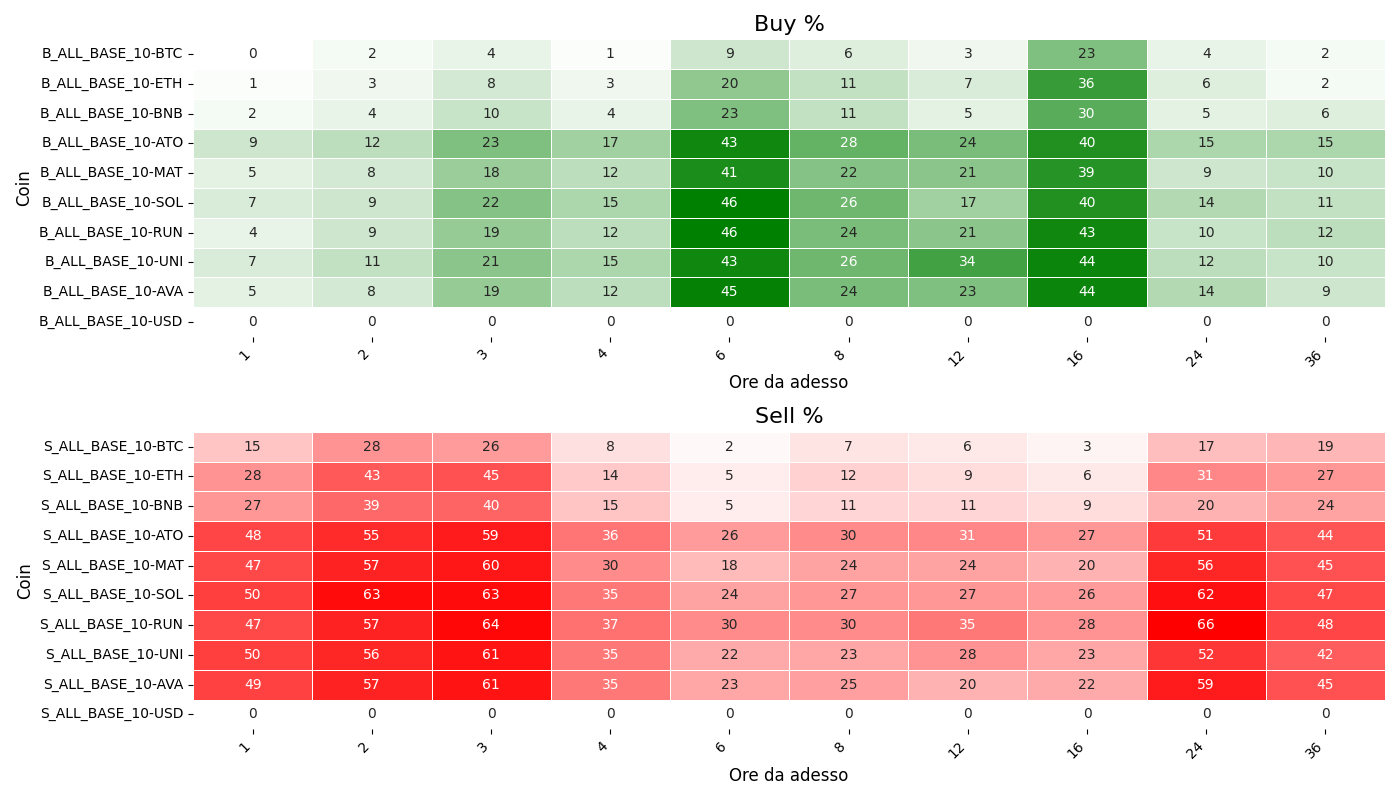 Buy %
Coin
B_ALL_BASE_10-BTC 0 2 4 1 9 6 3 23 4 2
B_ALL_BASE_10-ETH 1 3 8 3 20 11 7 36 6 2
B_ALL_BASE_10-BNB 2 4 10 4 23 11 5 30 5 6
B_ALL_BASE_10-ATO 9 12 23 17 43 28 24 40 15 15
B_ALL_BASE_10-MAT 5 8 18 12 41 22 21 39 9 10
B_ALL_BASE_10-SOL 7 9 22 15 46 26 17 40 14 11
B_ALL_BASE_10-RUN 4 9 19 12 46 24 21 43 10 12
B_ALL_BASE_10-UNI 7 11 21 15 43 26 34 44 12 10
B_ALL_BASE_10-AVA 5 8 19 12 45 24 23 44 14 9
B_ALL_BASE_10-USD 0 0 0 0 0 0 0 0 0 0
1 2 3 4 6 8 12 16 24 36
Ore da adesso
Sell %
Coin
S_ALL_BASE_10-BTC 15 28 26 8 2 7 6 3 17 19
S_ALL_BASE_10-ETH 28 43 45 14 5 12 9 6 31 27
S_ALL_BASE_10-BNB 27 39 40 15 5 11 11 9 20 24
S_ALL_BASE_10-ATO 48 55 59 36 26 30 31 27 51 44
S_ALL_BASE_10-MAT 47 57 60 30 18 24 24 20 56 45
S_ALL_BASE_10-SOL 50 63 63 35 24 27 27 26 62 47
S_ALL_BASE_10-RUN 47 57 64 37 30 30 35 28 66 48
S_ALL_BASE_10-UNI 50 56 61 35 22 23 28 23 52 42
S_ALL_BASE_10-AVA 49 57 61 35 23 25 20 22 59 45
S_ALL_BASE_10-USD 0 0 0 0 0 0 0 0 0 0
1 2 3 4 6 8 12 16 24 36
Ore da adesso